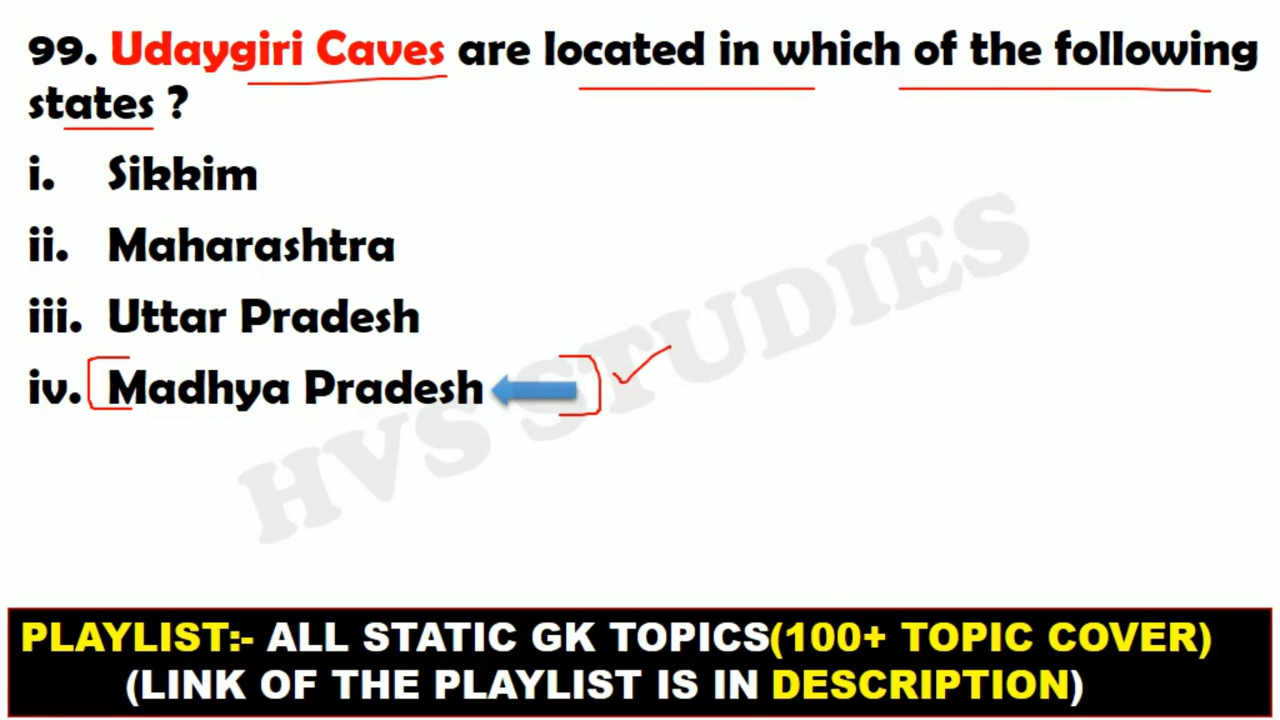 99. Udaygiri Caves are located in which of the following
states ?
i. Sikkim
ii. Maharashtra
iii. Uttar Pradesh
iv. Madhya Pradesh
HVS STUDIES
PLAYLIST:- ALL STATIC GK TOPICS(100+ TOPIC COVER)
(LINK OF THE PLAYLIST IS IN DESCRIPTION)